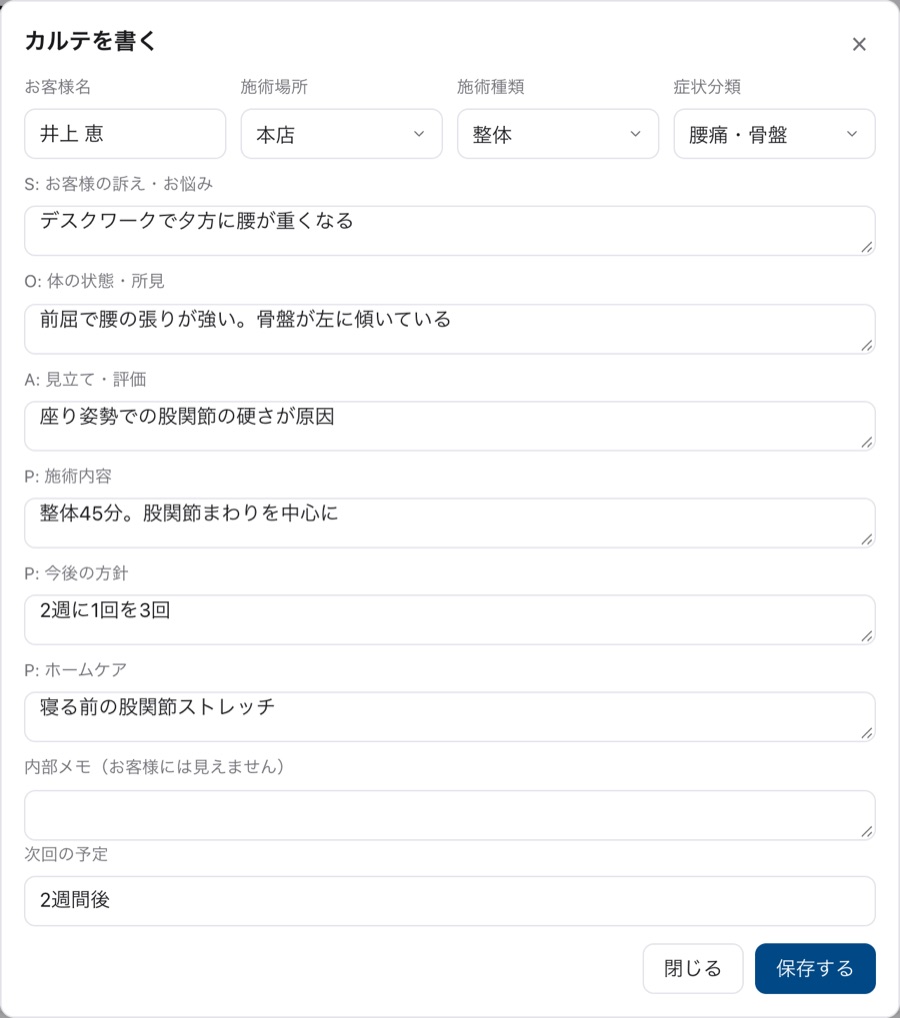 カルテを書く
お客様名 施術場所 施術種類 症状分類
井上 恵 本店 整体 腰痛・骨盤
S: お客様の訴え・お悩み
デスクワークで夕方に腰が重くなる
O: 体の状態・所見
前屈で腰の張りが強い。骨盤が左に傾いている
A: 見立て・評価
座り姿勢での股関節の硬さが原因
P: 施術内容
整体45分。股関節まわりを中心に
P: 今後の方針
2週に1回を3回
P: ホームケア
寝る前の股関節ストレッチ
内部メモ（お客様には見えません）
次回の予定
2週間後
閉じる 保存する